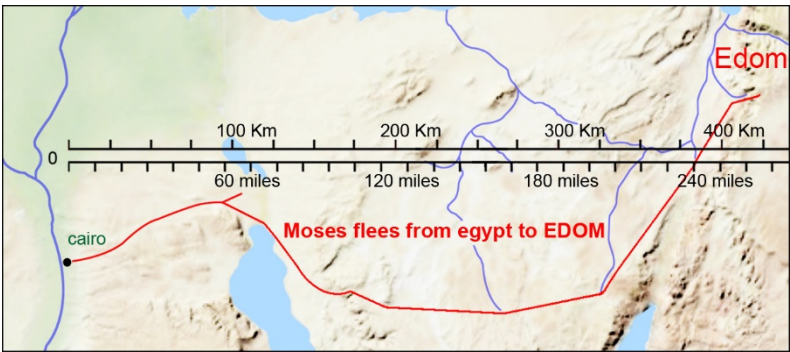 Edom
100 Km 200 Km 300 Km 400 Km
0
60 miles 120 miles 180 miles 240 miles
Moses flees from egypt to EDOM
cairo